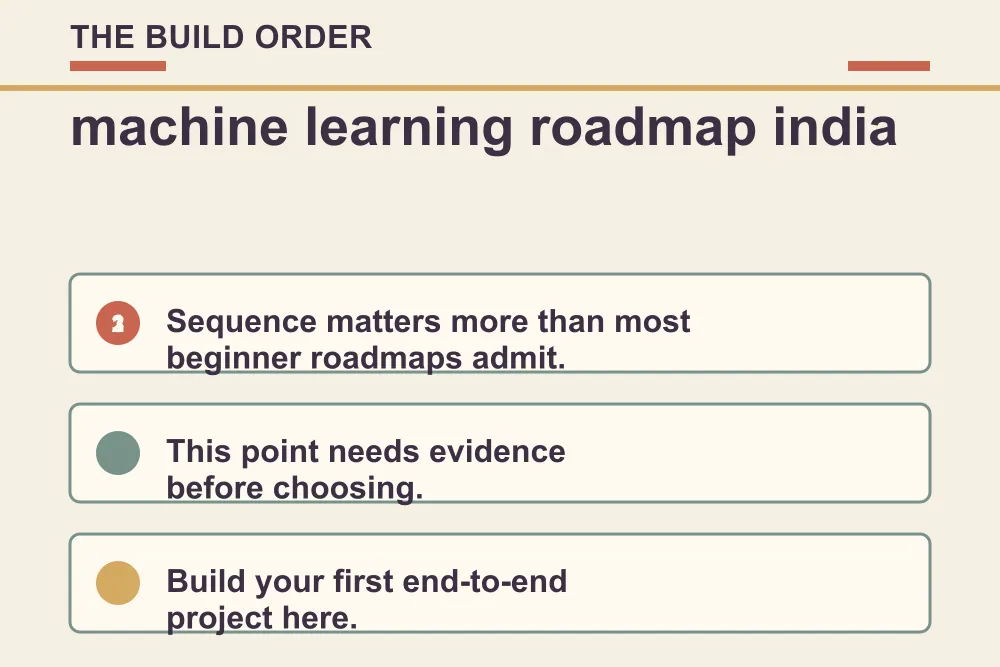 THE BUILD ORDER
machine learning roadmap india
Sequence matters more than most
beginner roadmaps admit.
This point needs evidence
before choosing.
Build your first end-to-end
project here.